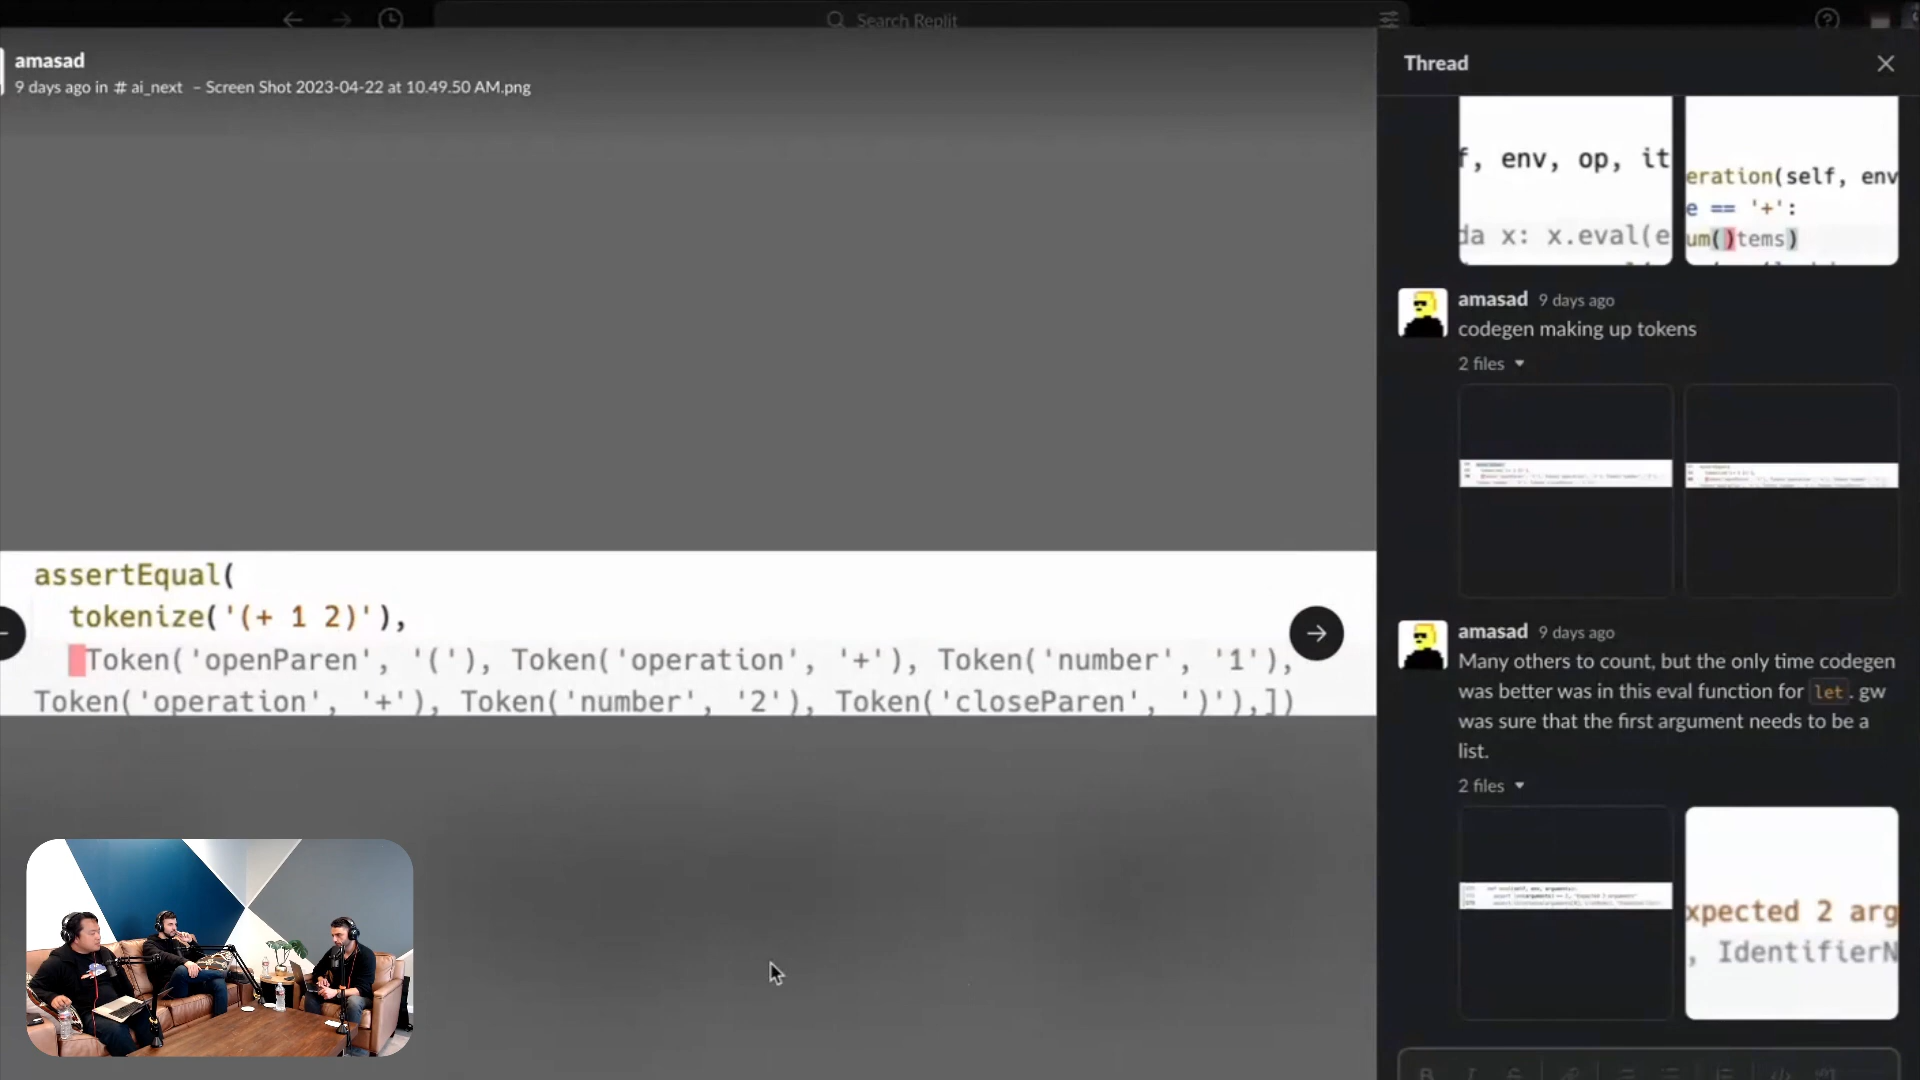 Search Replit
amasad
9 days ago in # ai_next – Screen Shot 2023-04-22 at 10.49.50 AM.png
assertEqual(
tokenize('(+ 1 2)'),
Token('openParen', '('), Token('operation', '+'), Token('number', '1'),
Token('operation', '+'), Token('number', '2'), Token('closeParen', ')'),])
Thread
f, env, op, it
da x: x.eval(e
eration(self, env
e == '+':
um()tems)
amasad 9 days ago
codegen making up tokens
2 files
amasad 9 days ago
Many others to count, but the only time codegen
was better was in this eval function for let. gw
was sure that the first argument needs to be a
list.
2 files
xpected 2 arg
, IdentifierN